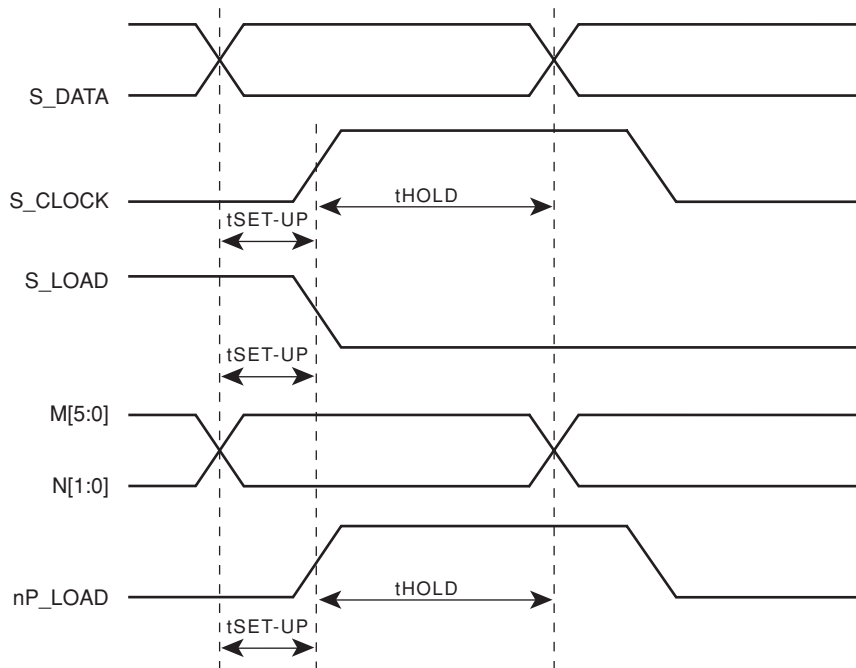 S_DATA
S_CLOCK
tHOLD
tSET-UP
S_LOAD
tSET-UP
M[5:0]
N[1:0]
nP_LOAD
tHOLD
tSET-UP